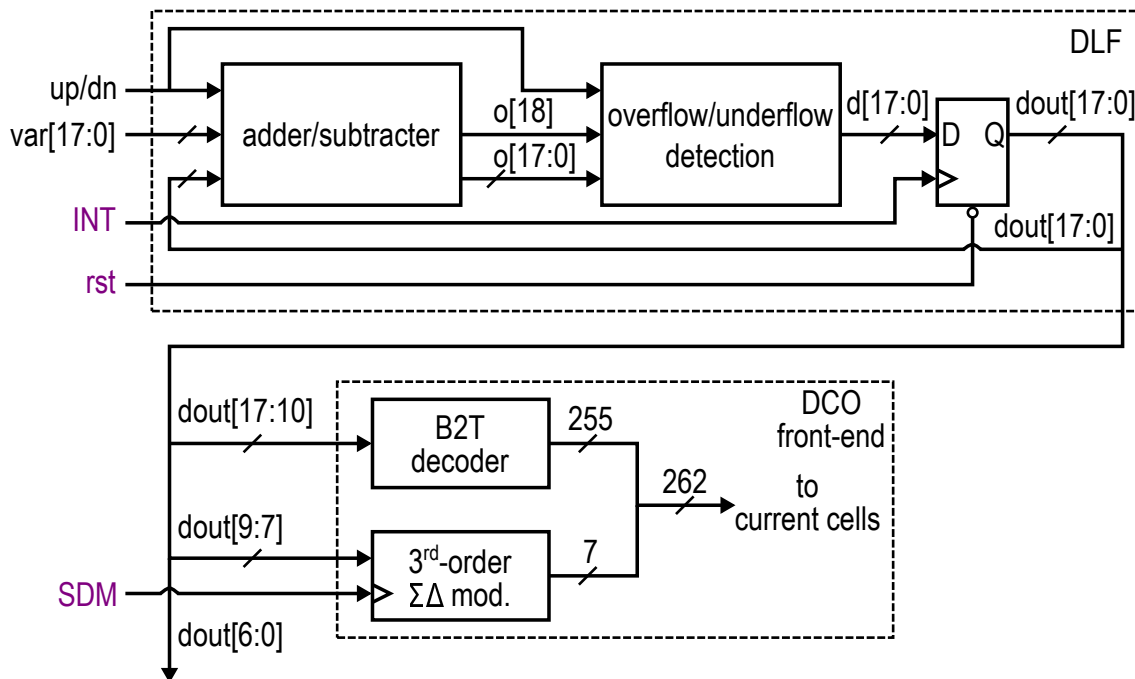 DLF
up/dn
var[17:0]
adder/subtracter
o[18]
o[17:0]
overflow/underflow
detection
d[17:0]
D Q
dout[17:0]
INT
dout[17:0]
rst
dout[17:10]
B2T
decoder
255
DCO
front-end
262
to
current cells
dout[9:7]
3rd-order
ΣΔ mod.
7
SDM
dout[6:0]